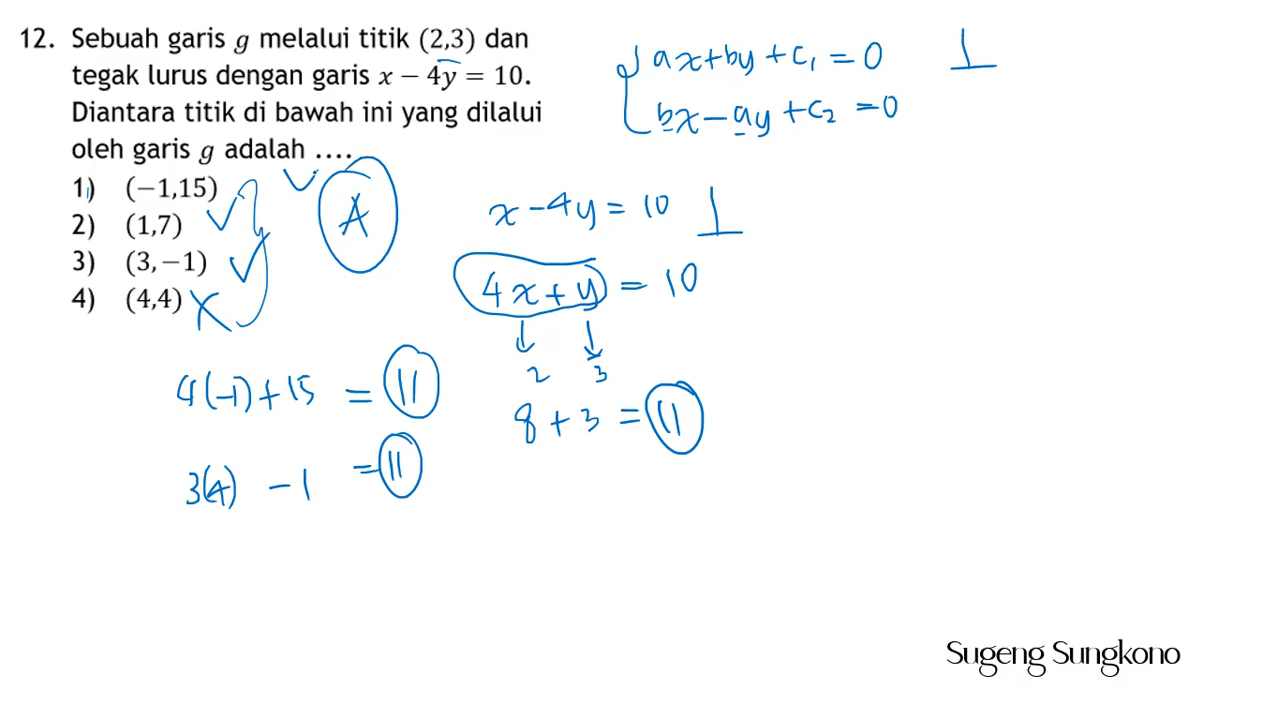 12. Sebuah garis g melalui titik (2,3) dan
tegak lurus dengan garis x − 4y = 10.
Diantara titik di bawah ini yang dilalui
oleh garis g adalah ....
1) (−1,15)
2) (1,7)
3) (3,−1)
4) (4,4)
A
ax+by+c₁=0 ⊥
bx−ay+c₂=0
x−4y=10 ⊥
4x+y=10
2 3
8+3=11
4(-1)+15=11
3(4) −1 =11
Sugeng Sungkono